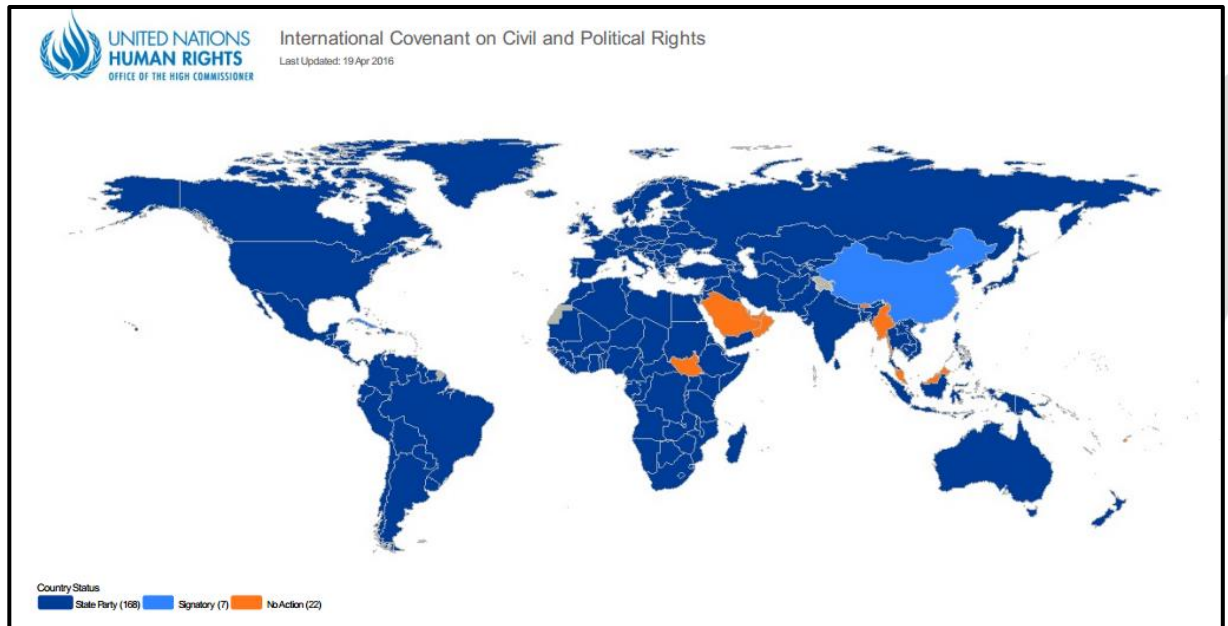 UNITED NATIONS
HUMAN RIGHTS
OFFICE OF THE HIGH COMMISSIONER
International Covenant on Civil and Political Rights
Last Updated: 19 Apr 2016
Country Status
State Party (168) Signatory (7) No Action (22)